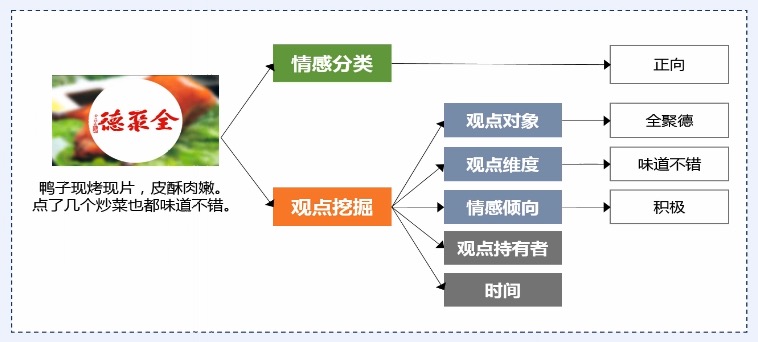 情感分类
正向
德聚全
鸭子现烤现片，皮酥肉嫩。
点了几个炒菜也都味道不错。
观点挖掘
观点对象
全聚德
观点维度
味道不错
情感倾向
积极
观点持有者
时间